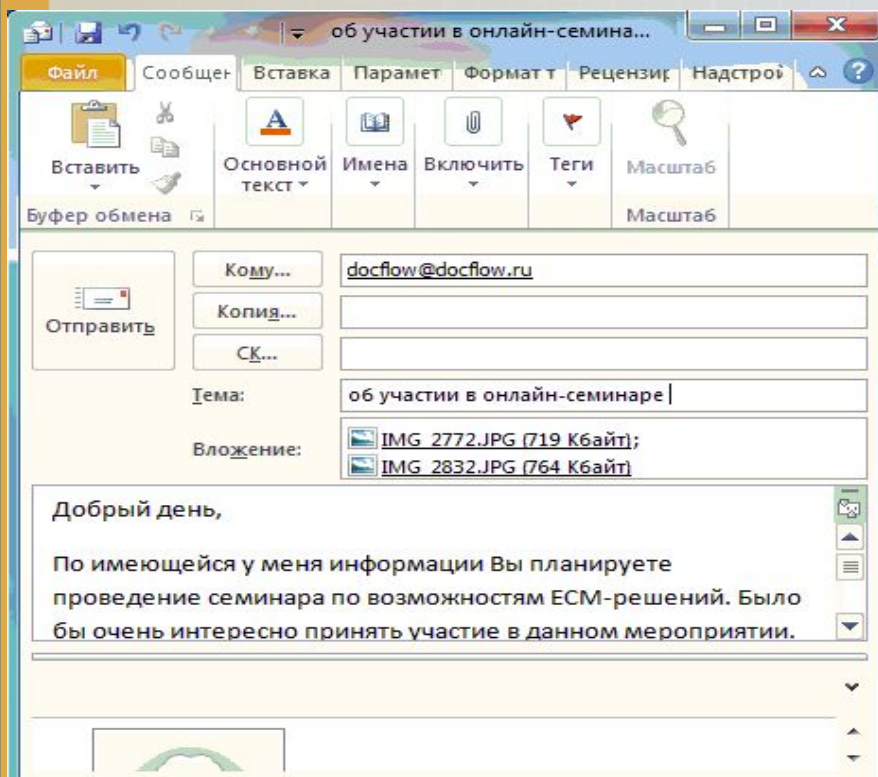 об участии в онлайн-семина...
Файл Сообщен Вставка Парамет Формат т Рецензир Надстрой
Вставить Основной текст Имена Включить Теги Масштаб
Буфер обмена Масштаб
Отправить
Кому... docflow@docflow.ru
Копия...
СК...
Тема: об участии в онлайн-семинаре
Вложение: IMG_2772.JPG (719 Кбайт);
IMG_2832.JPG (764 Кбайт)
Добрый день,
По имеющейся у меня информации Вы планируете
проведение семинара по возможностям ECM-решений. Было
бы очень интересно принять участие в данном мероприятии.